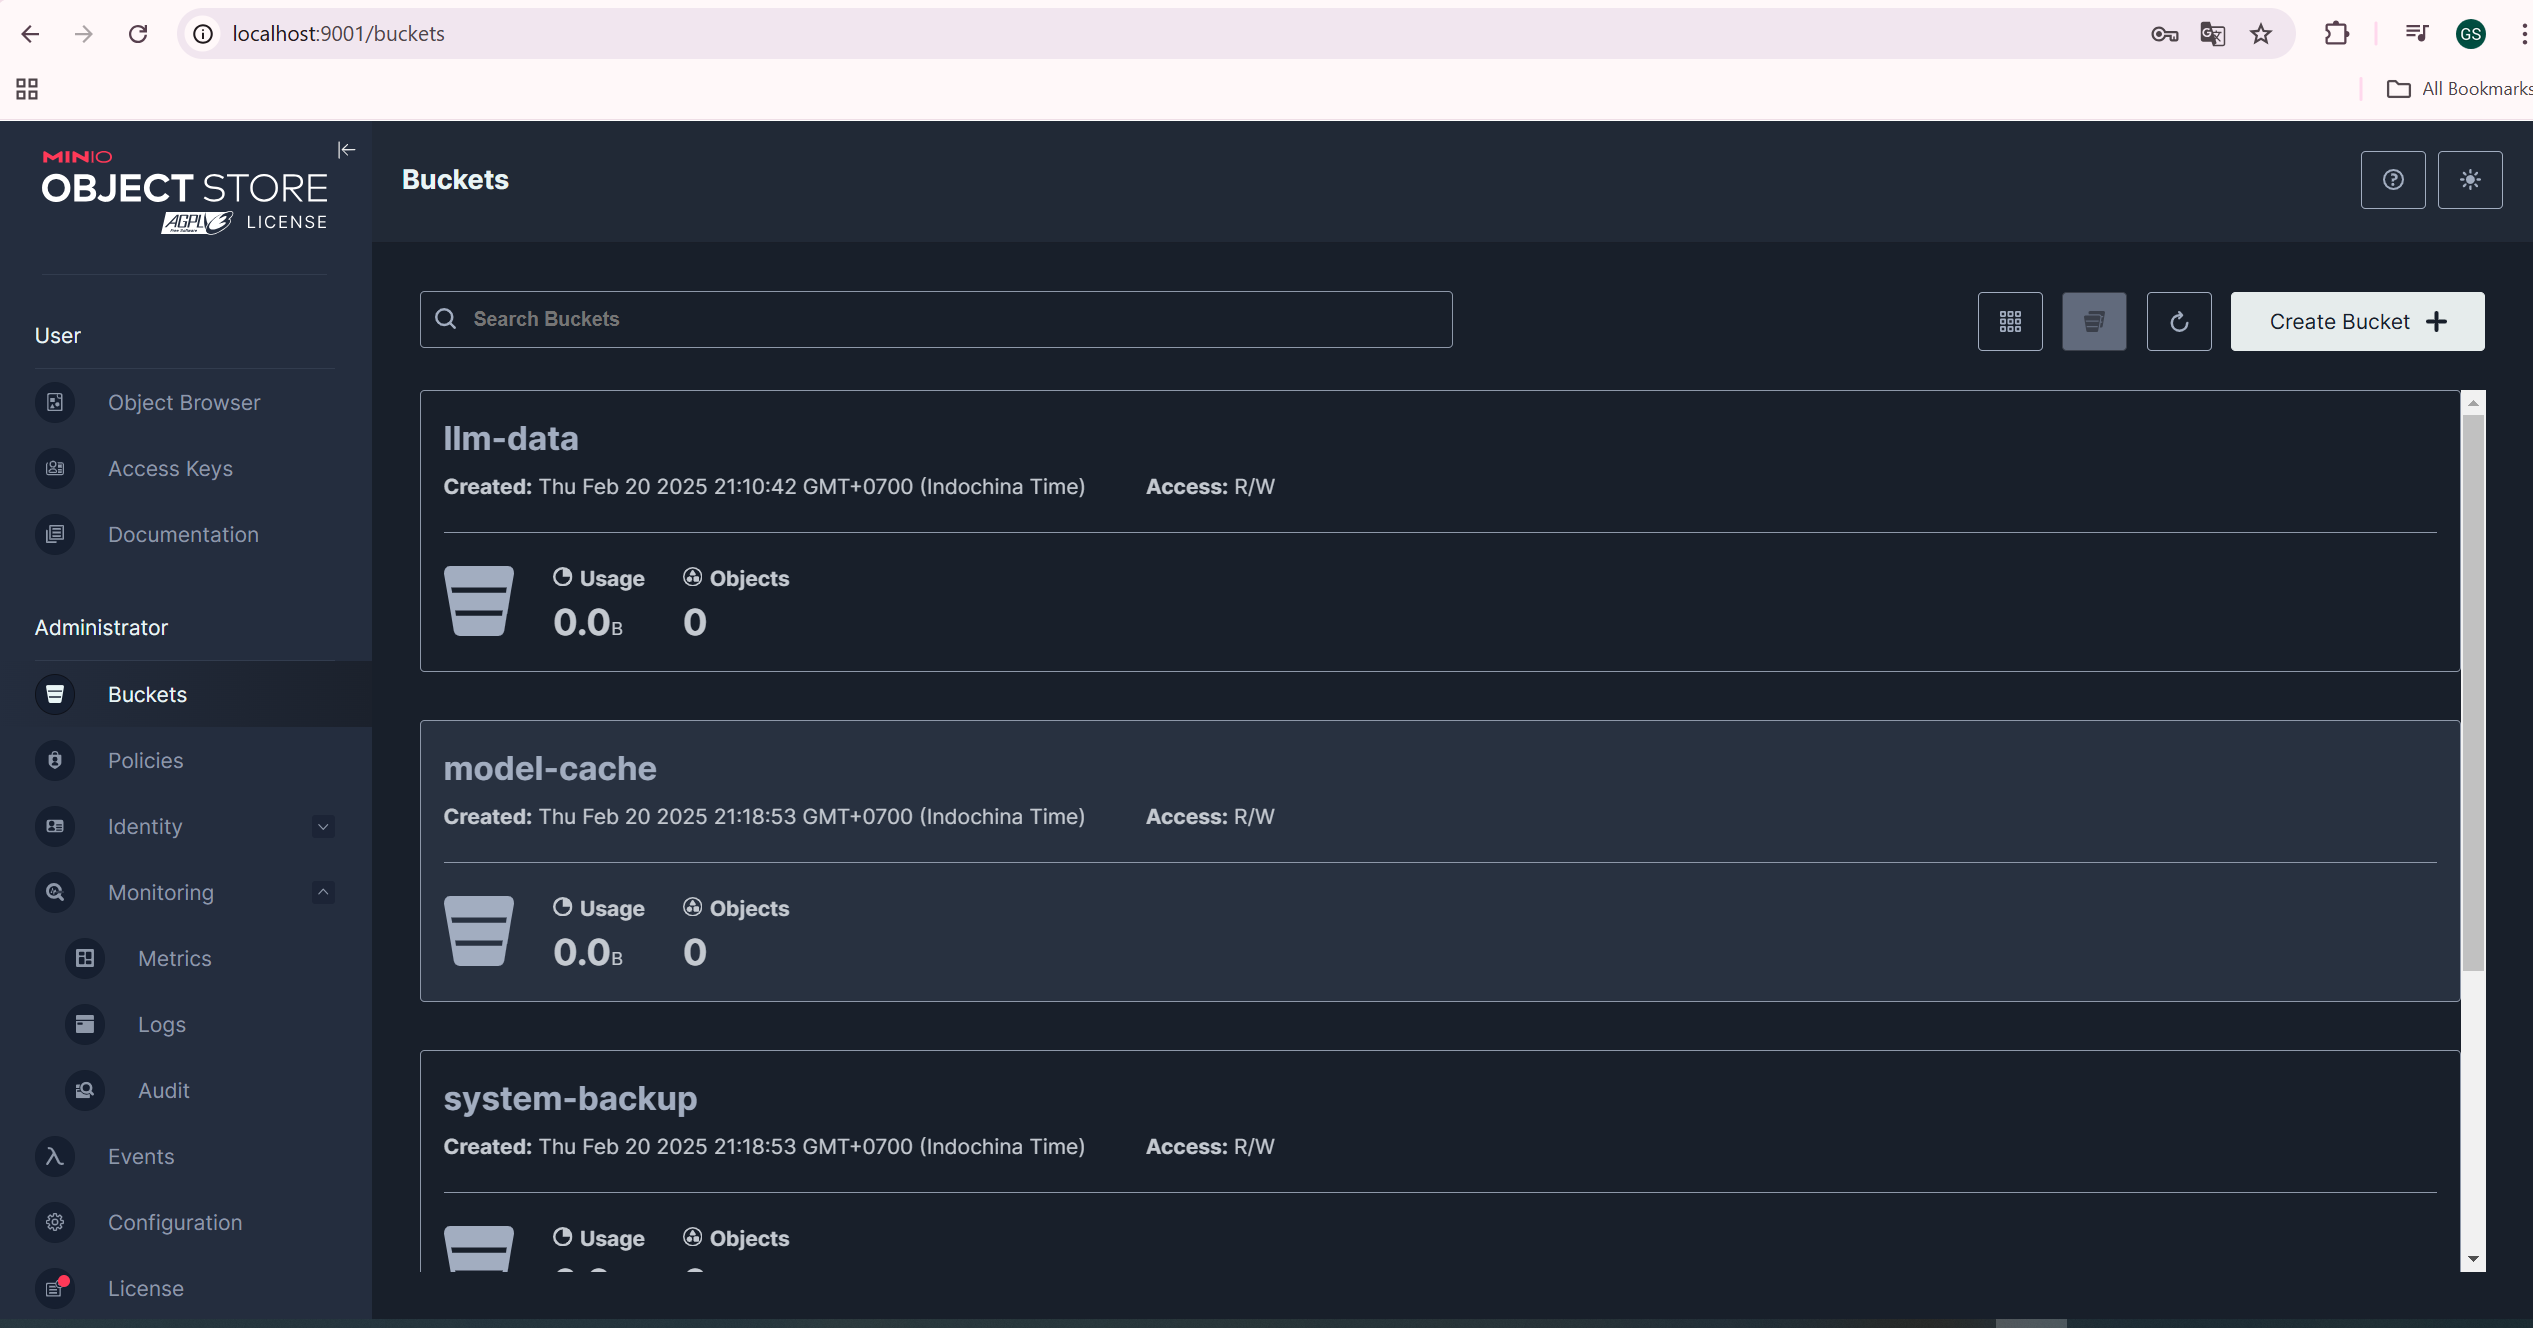 localhost:9001/buckets
GS
All Bookmarks
MINIO
OBJECT STORE
AGPLv3 LICENSE
Free Software
Buckets
User
Object Browser
Access Keys
Documentation
Administrator
Buckets
Policies
Identity
Monitoring
Metrics
Logs
Audit
Events
Configuration
License
Search Buckets
Create Bucket
llm-data
Created: Thu Feb 20 2025 21:10:42 GMT+0700 (Indochina Time) Access: R/W
Usage Objects
0.0B 0
model-cache
Created: Thu Feb 20 2025 21:18:53 GMT+0700 (Indochina Time) Access: R/W
Usage Objects
0.0B 0
system-backup
Created: Thu Feb 20 2025 21:18:53 GMT+0700 (Indochina Time) Access: R/W
Usage Objects